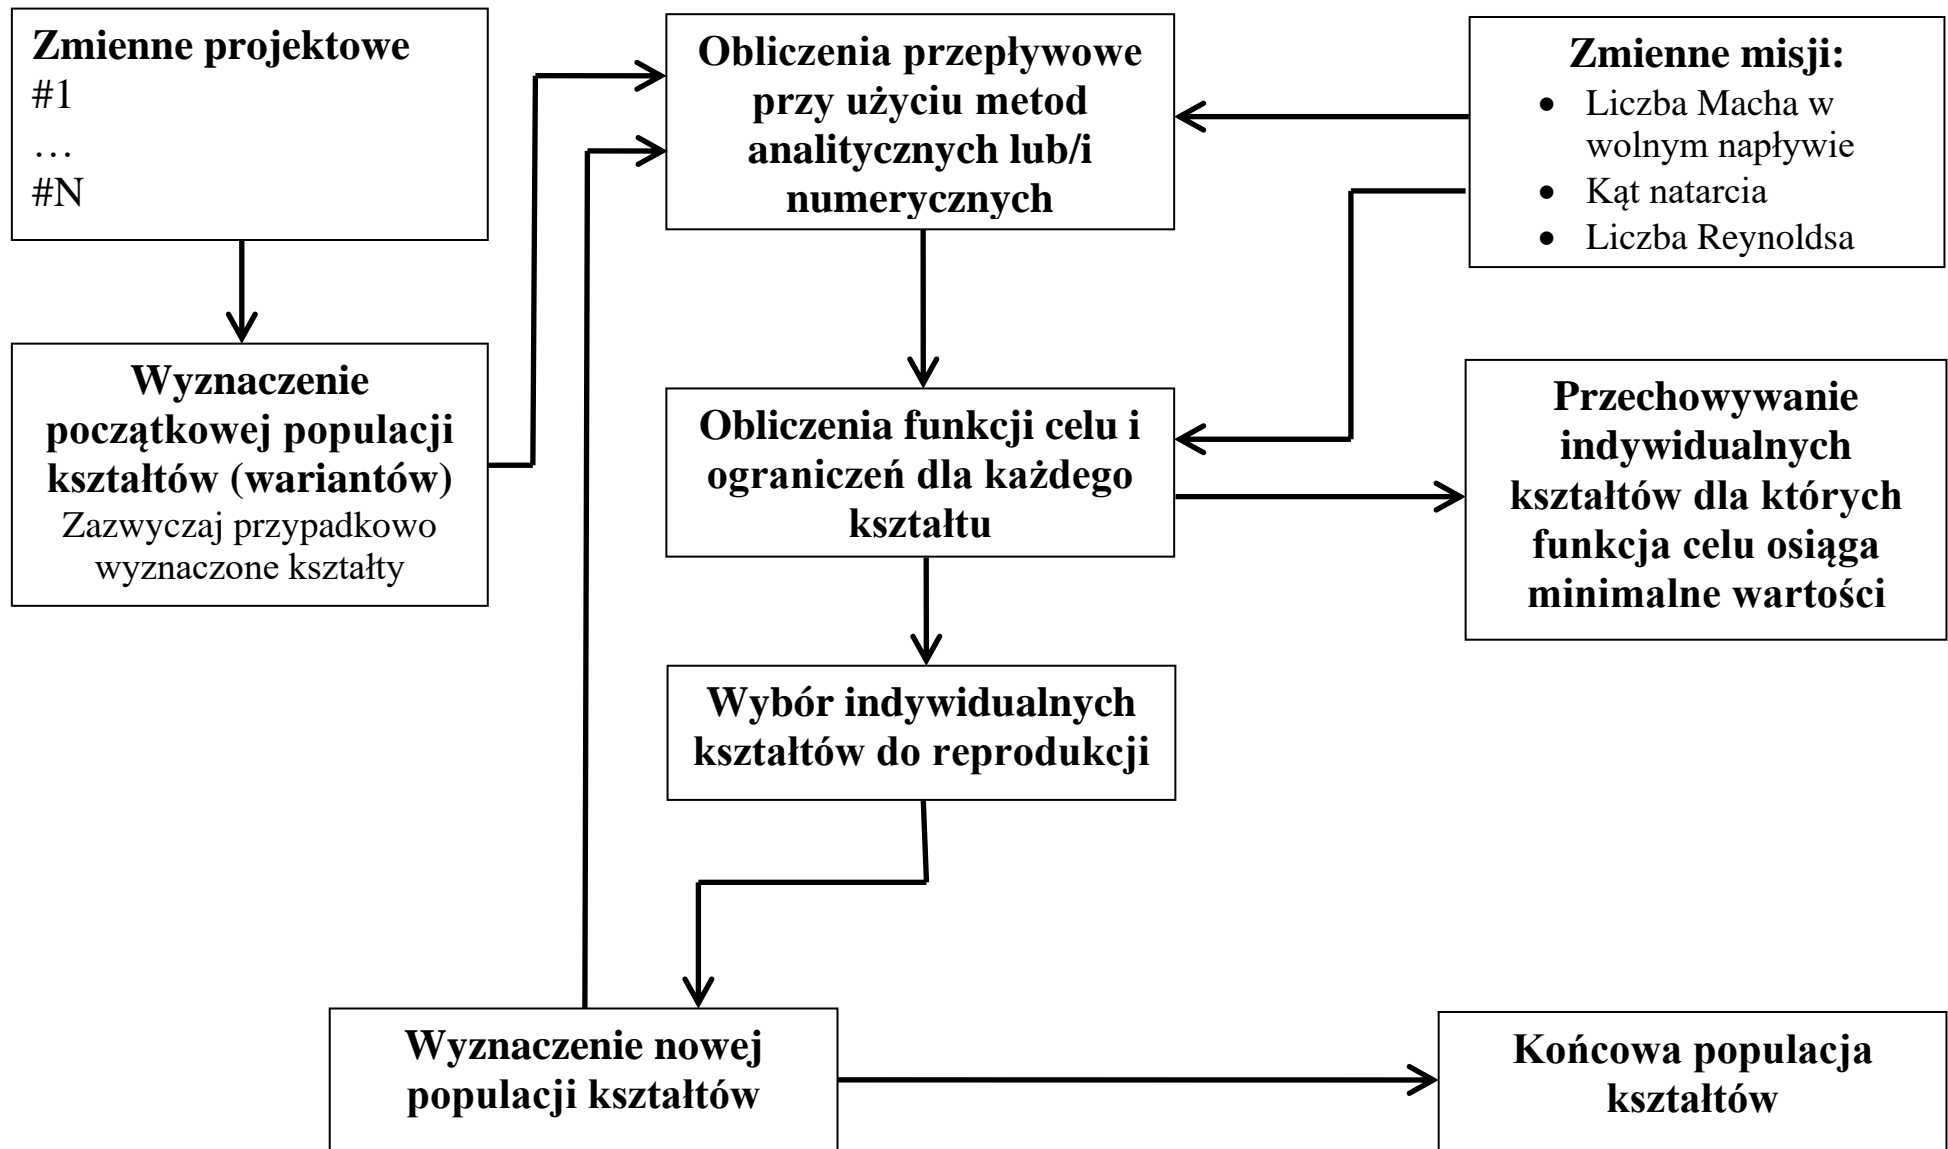 Zmienne projektowe
#1
…
#N
Obliczenia przepływowe
przy użyciu metod
analitycznych lub/i
numerycznych
Zmienne misji:
• Liczba Macha w
wolnym napływie
• Kąt natarcia
• Liczba Reynoldsa
Wyznaczenie
początkowej populacji
kształtów (wariantów)
Zazwyczaj przypadkowo
wyznaczone kształty
Obliczenia funkcji celu i
ograniczeń dla każdego
kształtu
Przechowywanie
indywidualnych
kształtów dla których
funkcja celu osiąga
minimalne wartości
Wybór indywidualnych
kształtów do reprodukcji
Wyznaczenie nowej
populacji kształtów
Końcowa populacja
kształtów